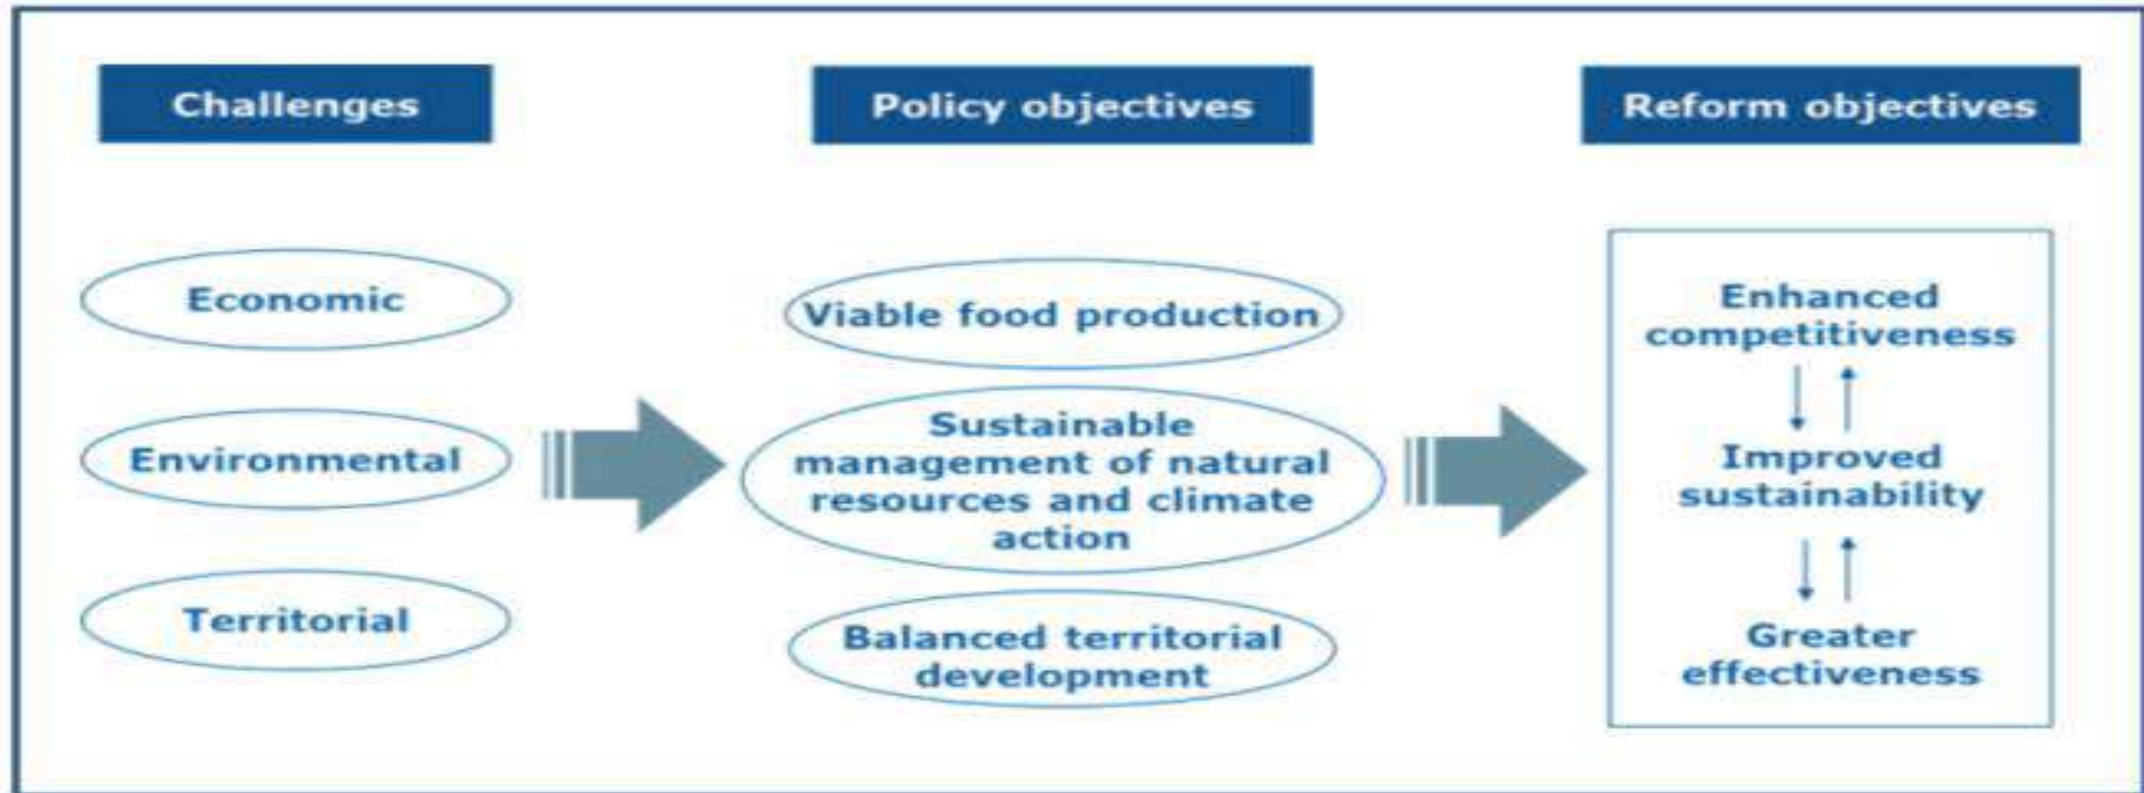 Challenges
Policy objectives
Reform objectives
Economic
Environmental
Territorial
Viable food production
Sustainable
management of natural
resources and climate
action
Balanced territorial
development
Enhanced
competitiveness
Improved
sustainability
Greater
effectiveness